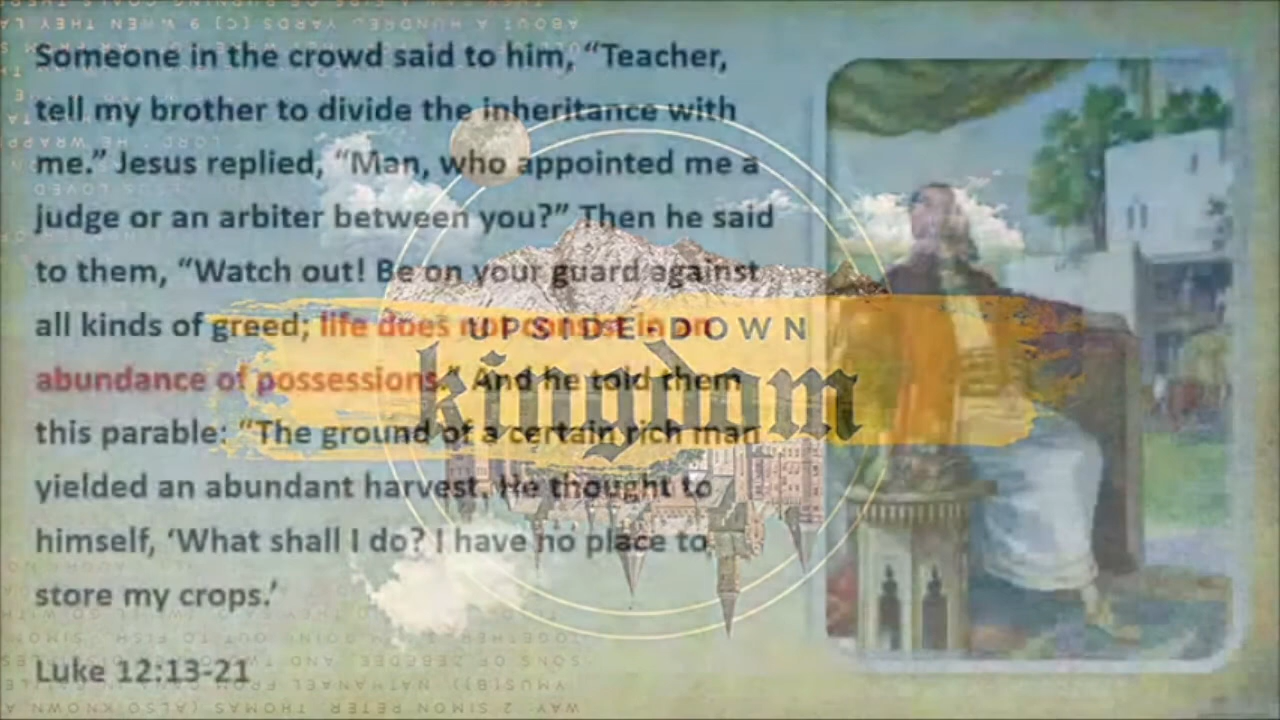 Someone in the crowd said to him, “Teacher,
tell my brother to divide the inheritance with
me.” Jesus replied, “Man, who appointed me a
judge or an arbiter between you?” Then he said
to them, “Watch out! Be on your guard against
all kinds of greed; life does not consist in an
abundance of possessions.” And he told them
this parable: “The ground of a certain rich man
yielded an abundant harvest. He thought to
himself, ‘What shall I do? I have no place to
store my crops.’
Luke 12:13-21
UPSIDE-DOWN
kingdom